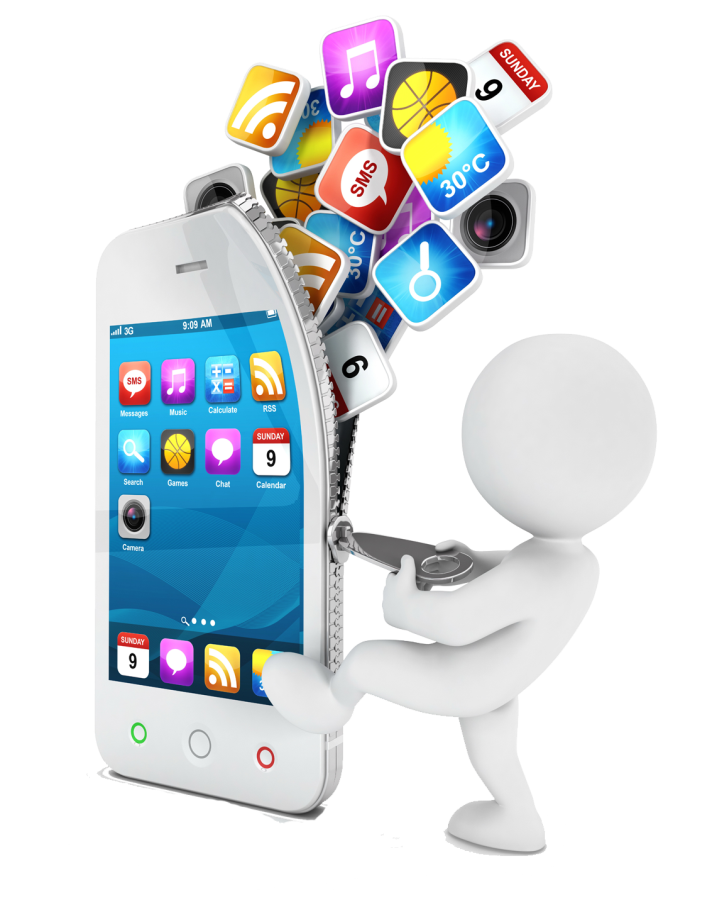 SUNDAY
9
30°C
SMS
30°
30°C
9
3G
9:09 AM
SMS
Messages
Music
Calculate
RSS
Search
Games
Chat
SUNDAY
9
Calendar
Camera
SUNDAY
9